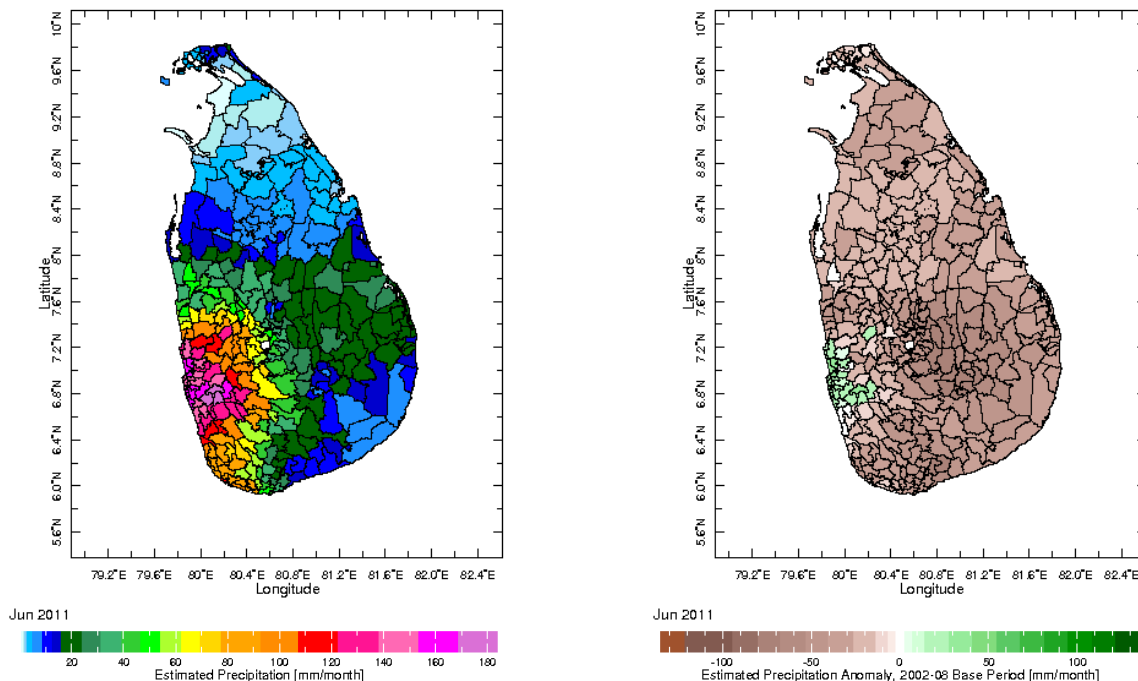 10°N
9.6°N
9.2°N
8.8°N
8.4°N
8°N
7.6°N
7.2°N
6.8°N
6.4°N
6.0°N
5.6°N
Latitude
79.2°E 79.6°E 80°E 80.4°E 80.8°E 81.2°E 81.6°E 82.0°E 82.4°E
Longitude
Jun 2011
20 40 60 80 100 120 140 160 180
Estimated Precipitation [mm/month]
10°N
9.6°N
9.2°N
8.8°N
8.4°N
8°N
7.6°N
7.2°N
6.8°N
6.4°N
6.0°N
5.6°N
Latitude
79.2°E 79.6°E 80°E 80.4°E 80.8°E 81.2°E 81.6°E 82.0°E 82.4°E
Longitude
Jun 2011
-100 -50 0 50 100
Estimated Precipitation Anomaly, 2002-08 Base Period [mm/month]